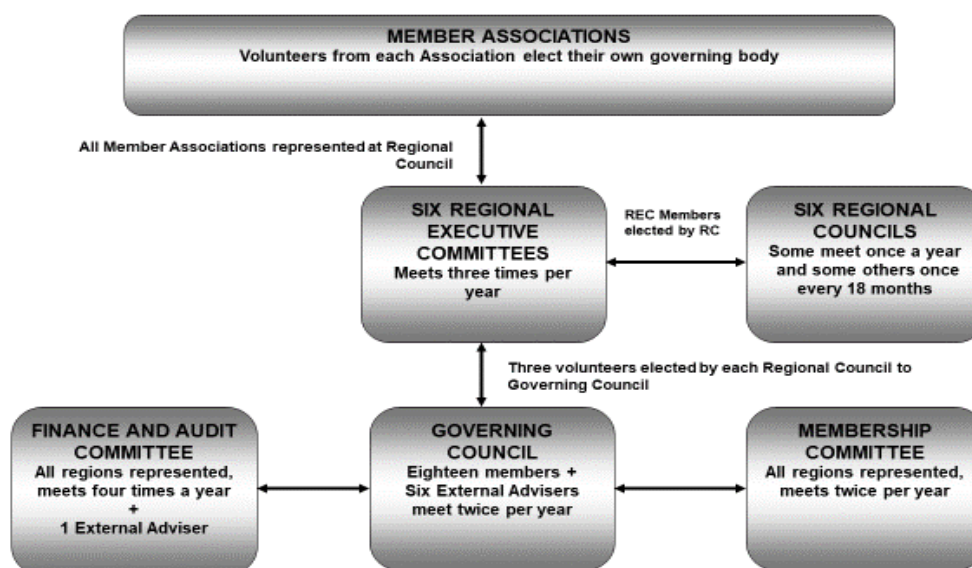 MEMBER ASSOCIATIONS
Volunteers from each Association elect their own governing body
All Member Associations represented at Regional
Council
SIX REGIONAL
EXECUTIVE
COMMITTEES
Meets three times per
year
REC Members
elected by RC
SIX REGIONAL
COUNCILS
Some meet once a year
and some others once
every 18 months
Three volunteers elected by each Regional Council to
Governing Council
FINANCE AND AUDIT
COMMITTEE
All regions represented,
meets four times a year
+
1 External Adviser
GOVERNING
COUNCIL
Eighteen members +
Six External Advisers
meet twice per year
MEMBERSHIP
COMMITTEE
All regions represented,
meets twice per year